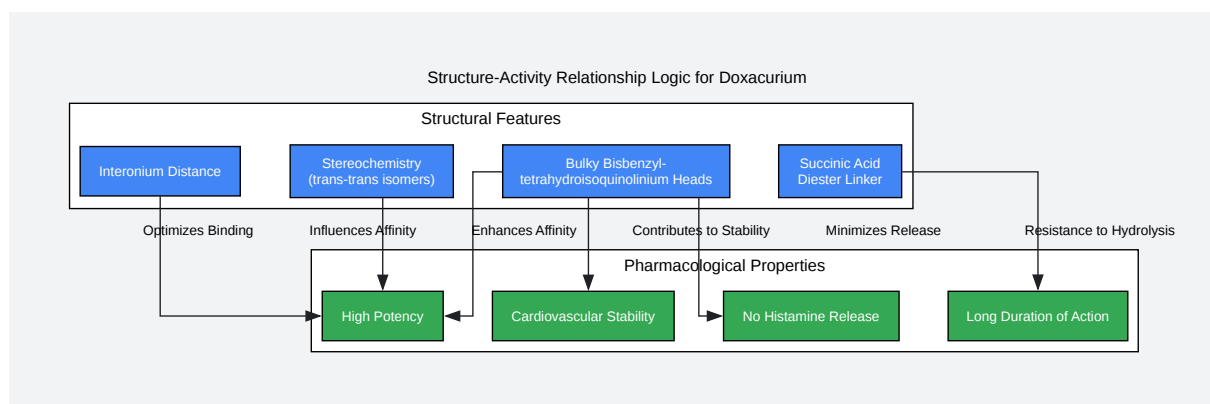 Structure-Activity Relationship Logic for Doxacurium
Structural Features
Interonium Distance
Stereochemistry
(trans-trans isomers)
Bulky Bisbenzyl-
tetrahydroisoquinolinium Heads
Succinic Acid
Diester Linker
Optimizes Binding
Influences Affinity
Enhances Affinity
Contributes to Stability
Minimizes Release
Resistance to Hydrolysis
Pharmacological Properties
High Potency
Cardiovascular Stability
No Histamine Release
Long Duration of Action